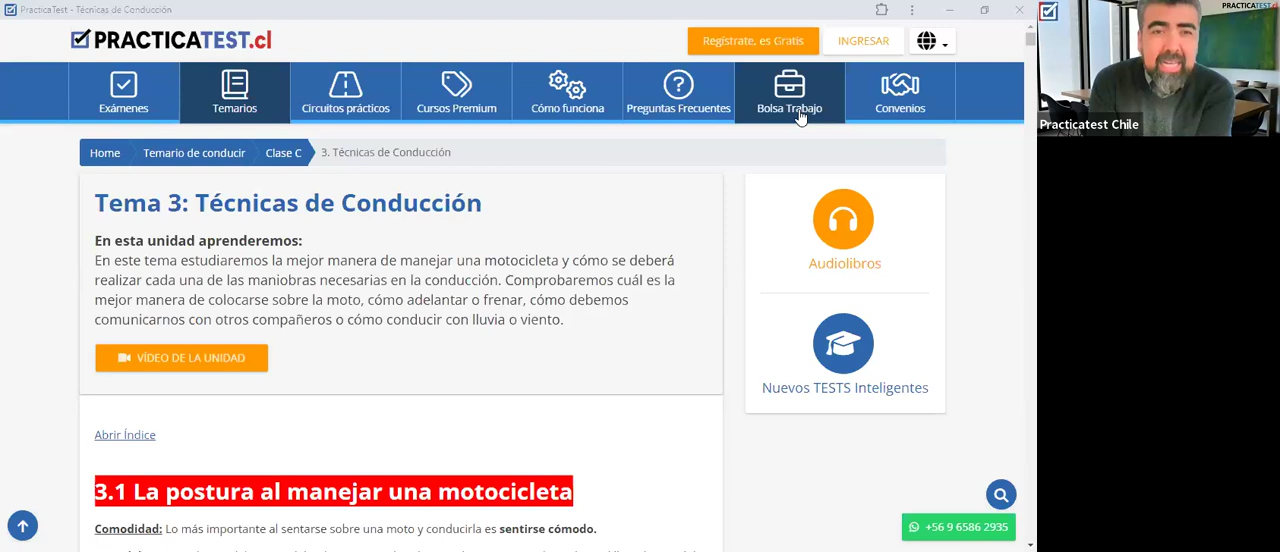 PracticaTest - Técnicas de Conducción
PRACTICATEST.cl
Regístrate, es Gratis
INGRESAR
Exámenes
Temarios
Circuitos prácticos
Cursos Premium
Cómo funciona
Preguntas Frecuentes
Bolsa Trabajo
Convenios
Home
Temario de conducir
Clase C
3. Técnicas de Conducción
Tema 3: Técnicas de Conducción
En esta unidad aprenderemos:
En este tema estudiaremos la mejor manera de manejar una motocicleta y cómo se deberá
realizar cada una de las maniobras necesarias en la conducción. Comprobaremos cuál es la
mejor manera de colocarse sobre la moto, cómo adelantar o frenar, cómo debemos
comunicarnos con otros compañeros o cómo conducir con lluvia o viento.
VÍDEO DE LA UNIDAD
Abrir Índice
3.1 La postura al manejar una motocicleta
Comodidad: Lo más importante al sentarse sobre una moto y conducirla es sentirse cómodo.
Audiolibros
Nuevos TESTS Inteligentes
+56 9 6586 2935
PRACTICATEST.cl
Practicatest Chile